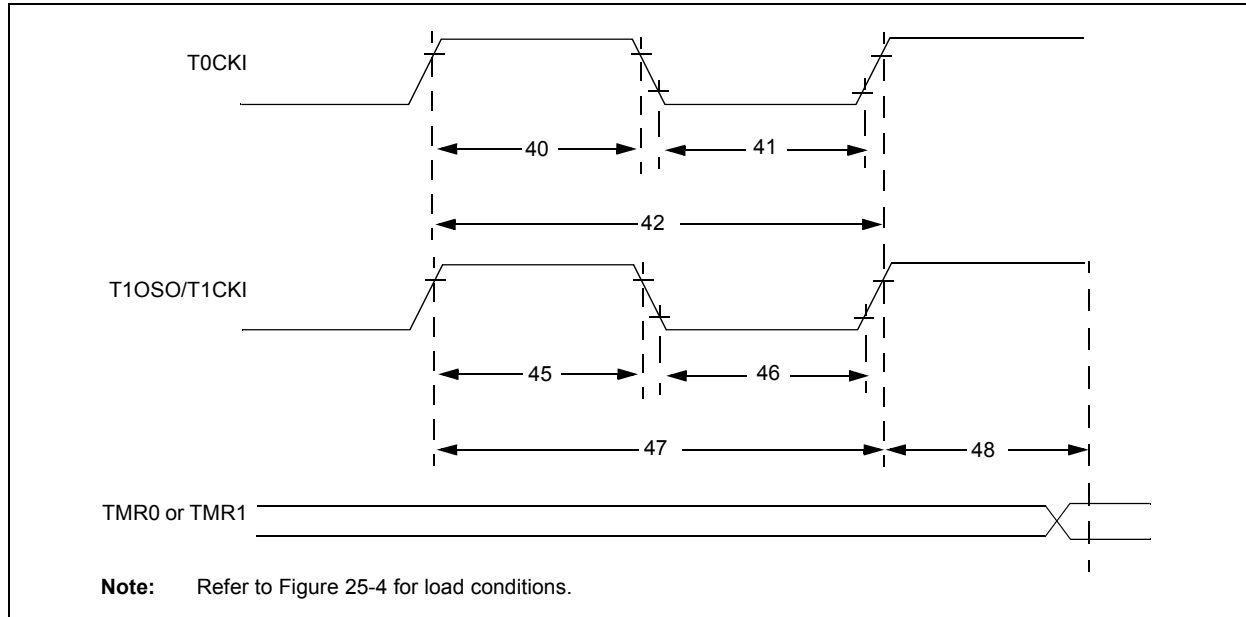 T0CKI
40
41
42
T1OSO/T1CKI
45
46
47
48
TMR0 or TMR1
Note: Refer to Figure 25-4 for load conditions.